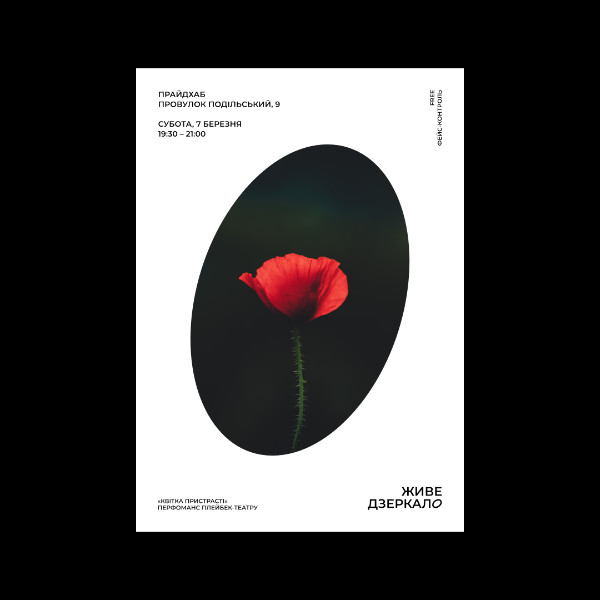 ПРАЙДХАБ
ПРОВУЛОК ПОДІЛЬСЬКИЙ, 9
СУБОТА, 7 БЕРЕЗНЯ
19:30 – 21:00
FREE
ФЕЙС-КОНТРОЛЬ
«КВІТКА ПРИСТРАСТІ»
ПЕРФОМАНС ПЛЕЙБЕК-ТЕАТРУ
ЖИВЕ
ДЗЕРКАЛО